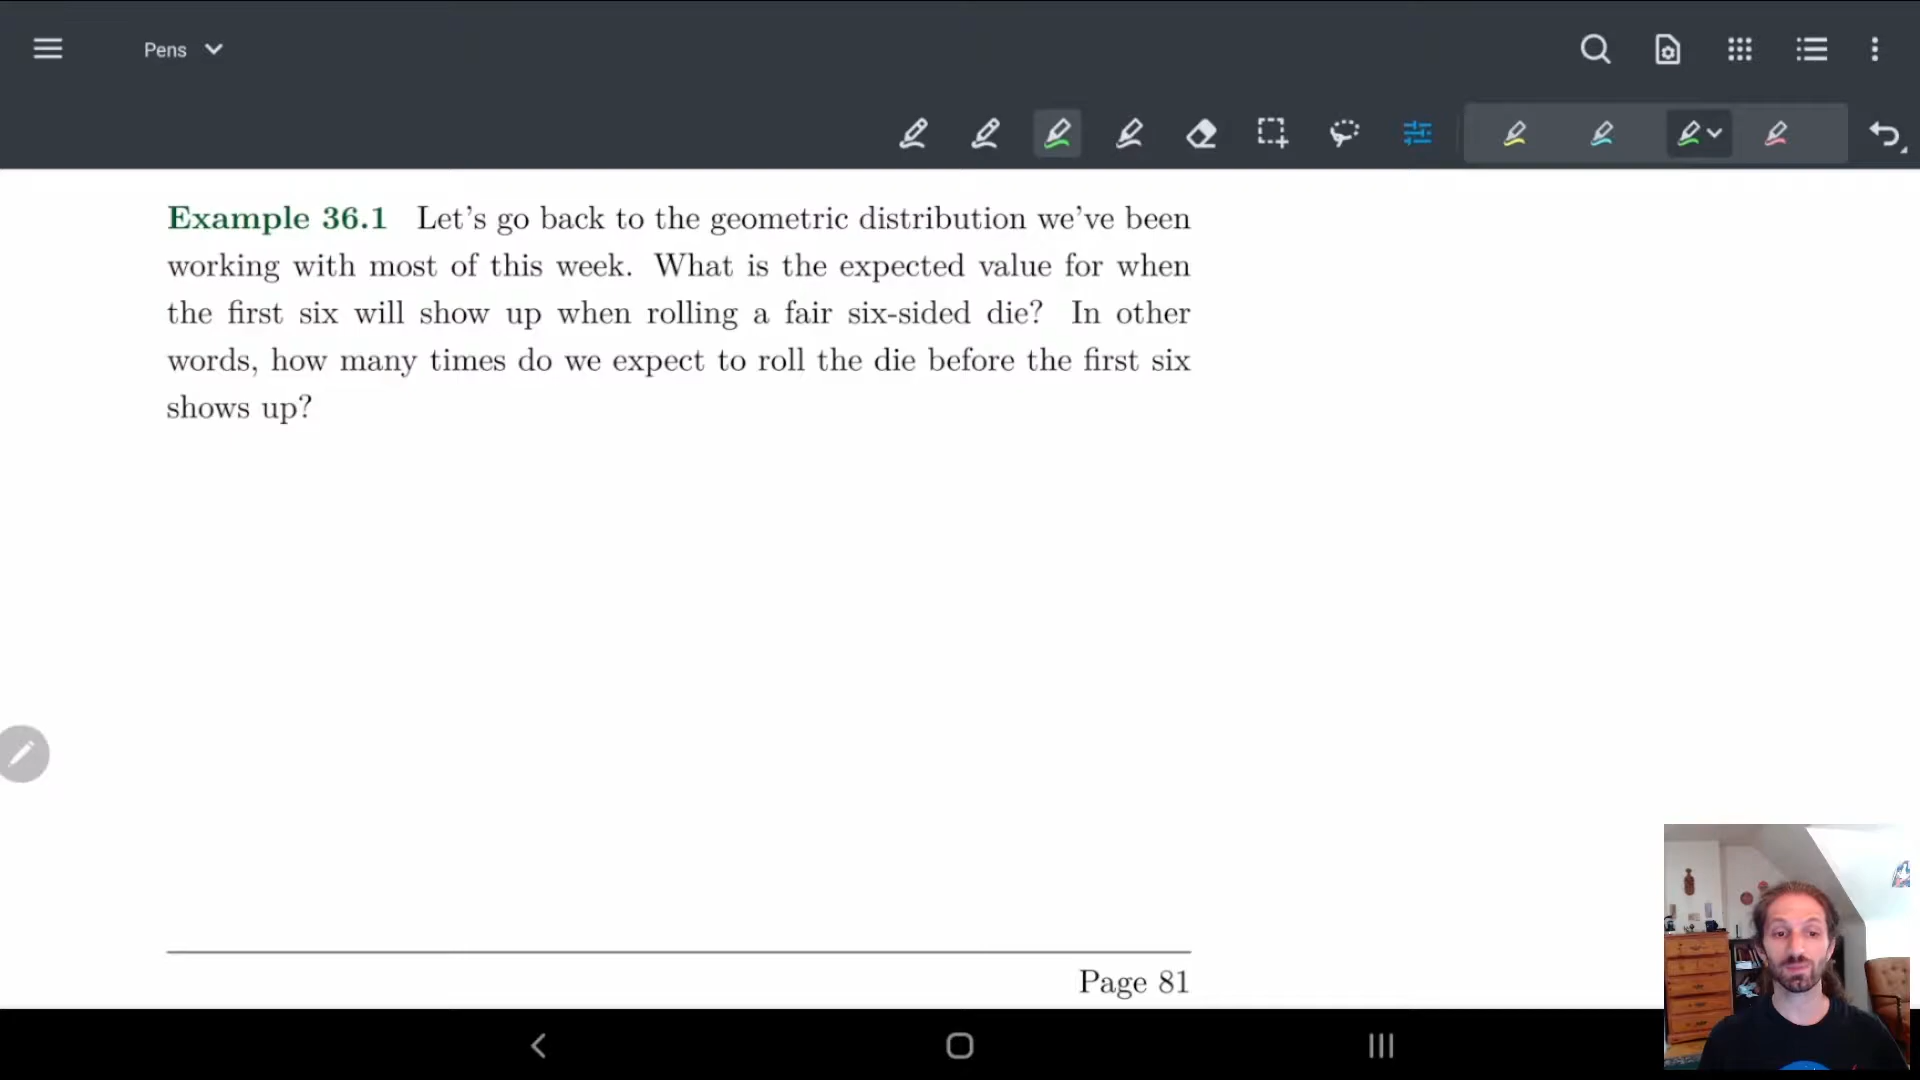 Pens
Example 36.1 Let's go back to the geometric distribution we've been
working with most of this week. What is the expected value for when
the first six will show up when rolling a fair six-sided die? In other
words, how many times do we expect to roll the die before the first six
shows up?
Page 81